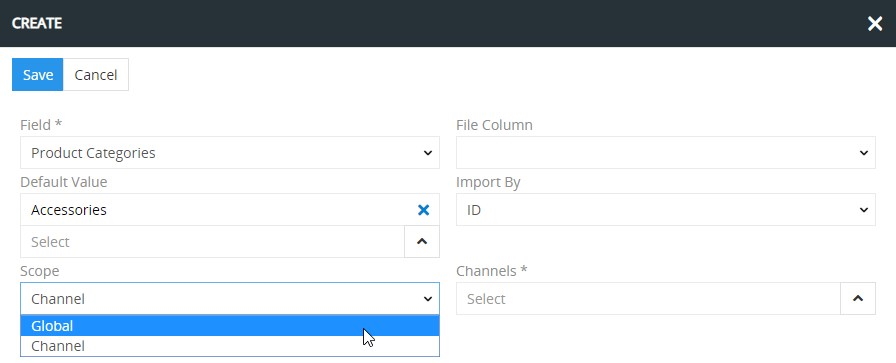 CREATE
Save Cancel
Field * File Column
Product Categories
Default Value Import By
Accessories ID
Select
Scope Channels *
Channel Select
Global
Channel